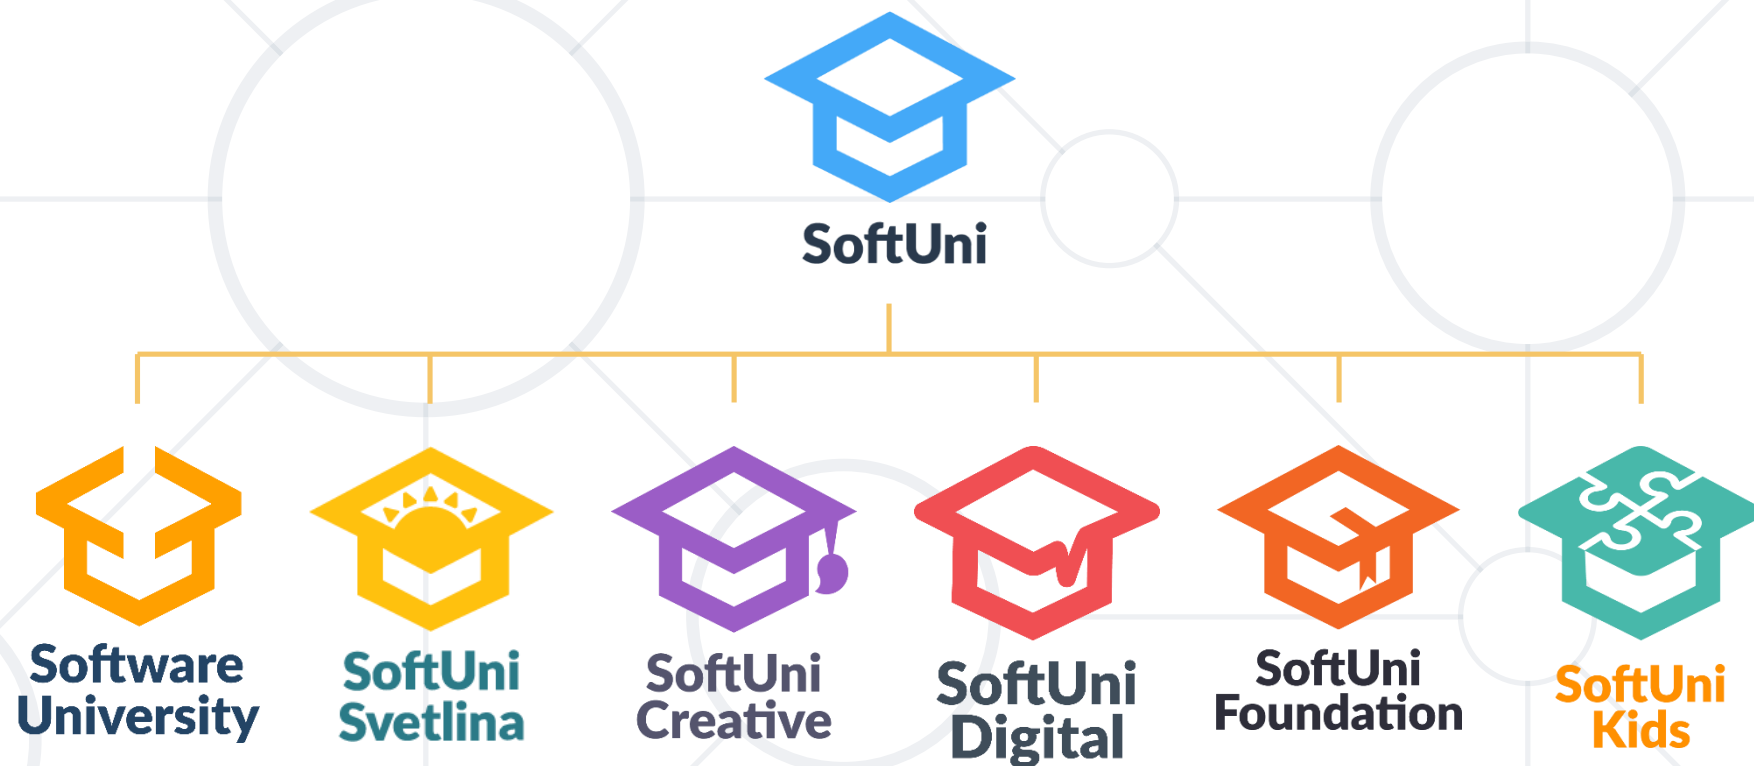 SoftUni
Software
University
SoftUni
Svetlina
SoftUni
Creative
SoftUni
Digital
SoftUni
Foundation
SoftUni
Kids